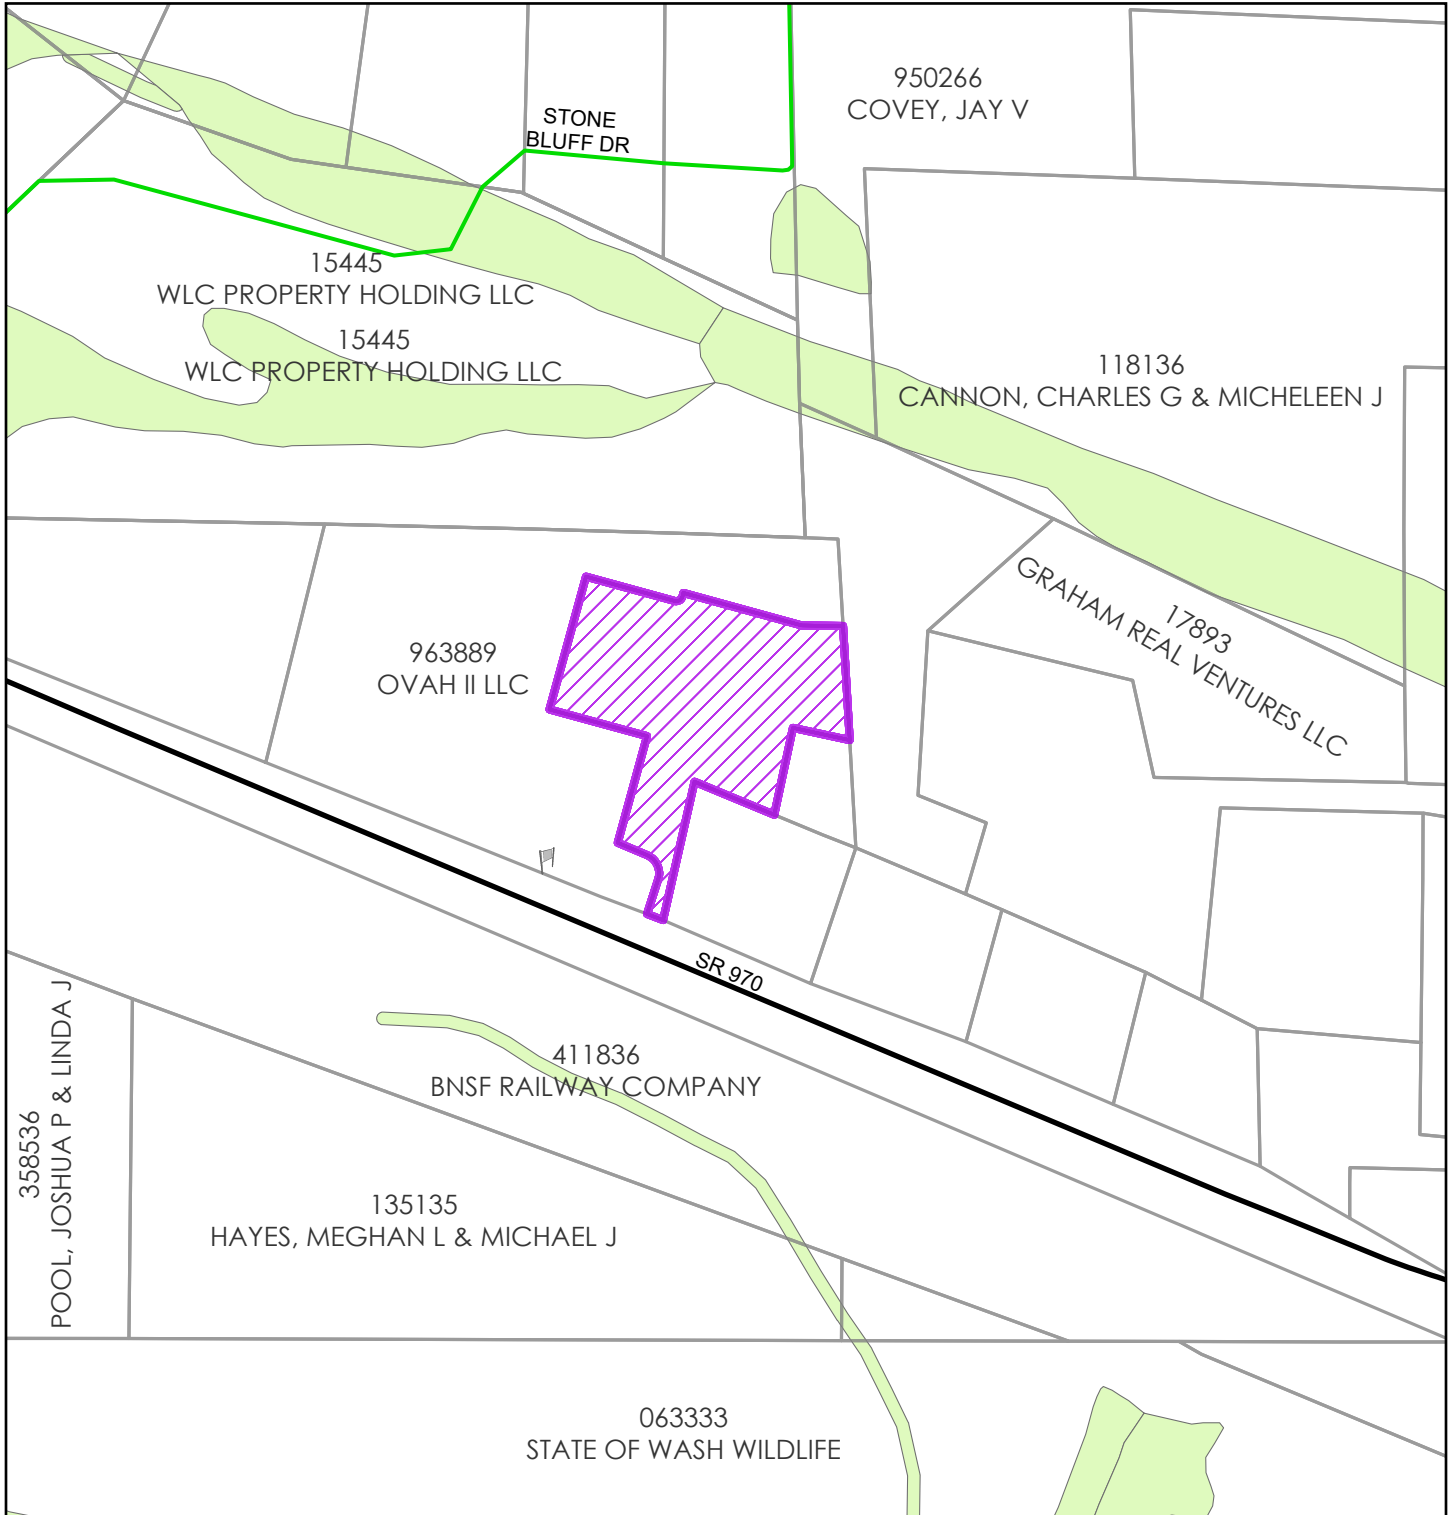 950266
COVEY, JAY V
STONE
BLUFF DR
15445
WLC PROPERTY HOLDING LLC
15445
WLC PROPERTY HOLDING LLC
118136
CANNON, CHARLES G & MICHELEEN J
17893
GRAHAM REAL VENTURES LLC
963889
OVAH II LLC
SR 970
411836
BNSF RAILWAY COMPANY
358536
POOL, JOSHUA P & LINDA J
135135
HAYES, MEGHAN L & MICHAEL J
063333
STATE OF WASH WILDLIFE